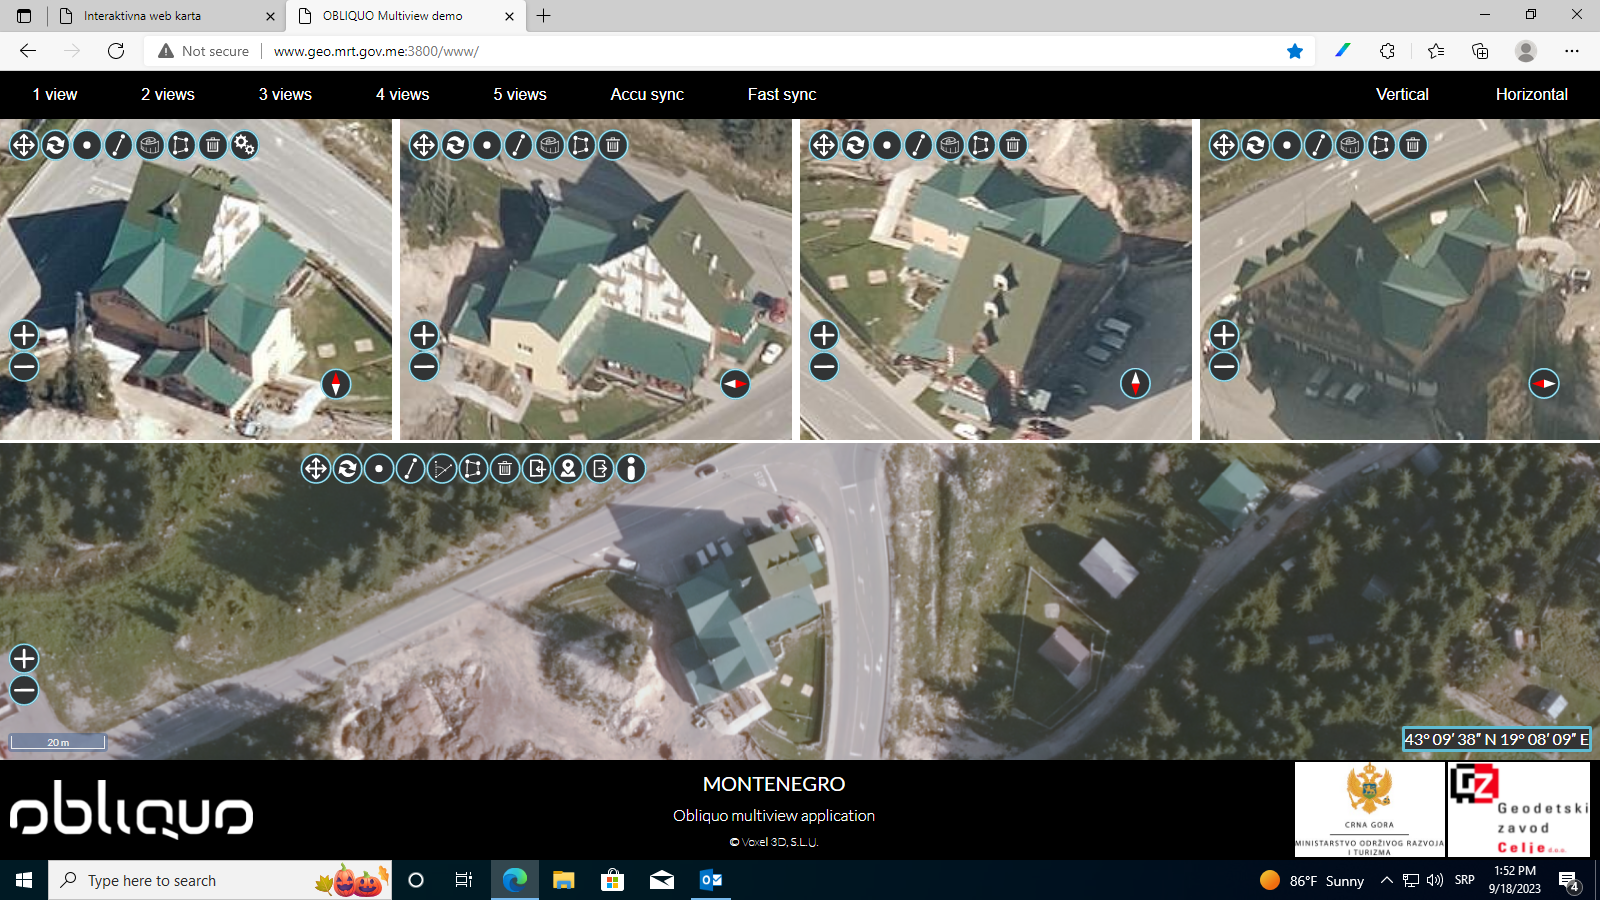 Interaktivna web karta
OBLIQUO Multiview demo
Not secure
www.geo.mrt.gov.me:3800/www/
1 view 2 views 3 views 4 views 5 views Accu sync Fast sync Vertical Horizontal
20 m
43° 09′ 38″ N 19° 08′ 09″ E
obliquo
MONTENEGRO
Obliquo multiview application
© Voxel 3D, S.L.U.
CRNA GORA
MINISTARSTVO ODRŽIVOG RAZVOJA
I TURIZMA
GZ
Geodetski
zavod
Celje d.o.o.
Type here to search
86°F Sunny
SRP
1:52 PM
9/18/2023
4